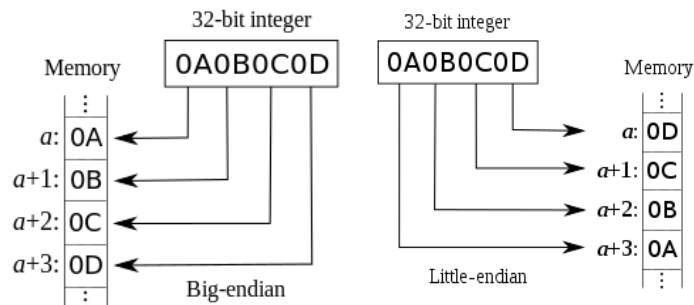 32-bit integer
0A0B0C0D
Memory
⋮
a: 0A
a+1: 0B
a+2: 0C
a+3: 0D
⋮
Big-endian
32-bit integer
0A0B0C0D
Memory
⋮
a: 0D
a+1: 0C
a+2: 0B
a+3: 0A
⋮
Little-endian